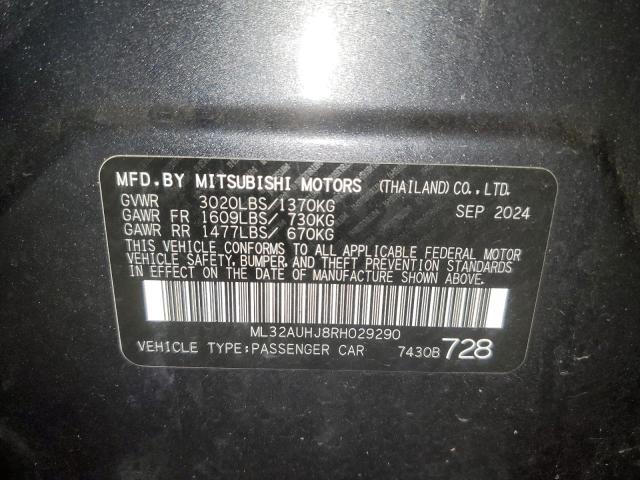 MFD.BY MITSUBISHI MOTORS (THAILAND) CO., LTD.
GVWR 3020LBS/1370KG SEP 2024
GAWR FR 1609LBS/ 730KG
GAWR RR 1477LBS/ 670KG
THIS VEHICLE CONFORMS TO ALL APPLICABLE FEDERAL MOTOR
VEHICLE SAFETY, BUMPER, AND THEFT PREVENTION STANDARDS
IN EFFECT ON THE DATE OF MANUFACTURE SHOWN ABOVE.
ML32AUHJ8RH029290
VEHICLE TYPE:PASSENGER CAR 7430B 728